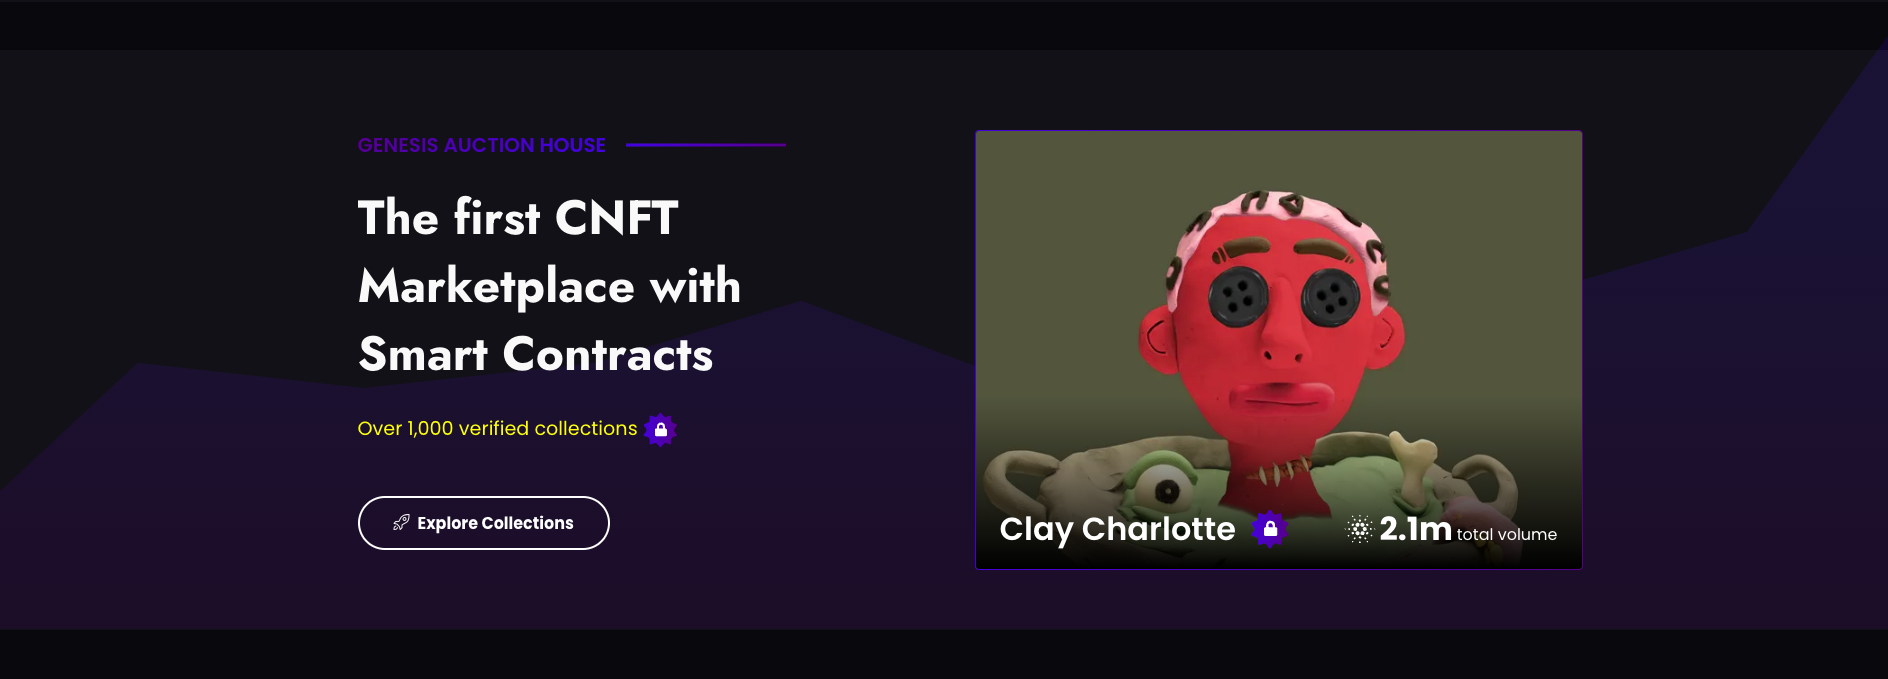 GENESIS AUCTION HOUSE
The first CNFT
Marketplace with
Smart Contracts
Over 1,000 verified collections
Explore Collections
Clay Charlotte
2.1m total volume